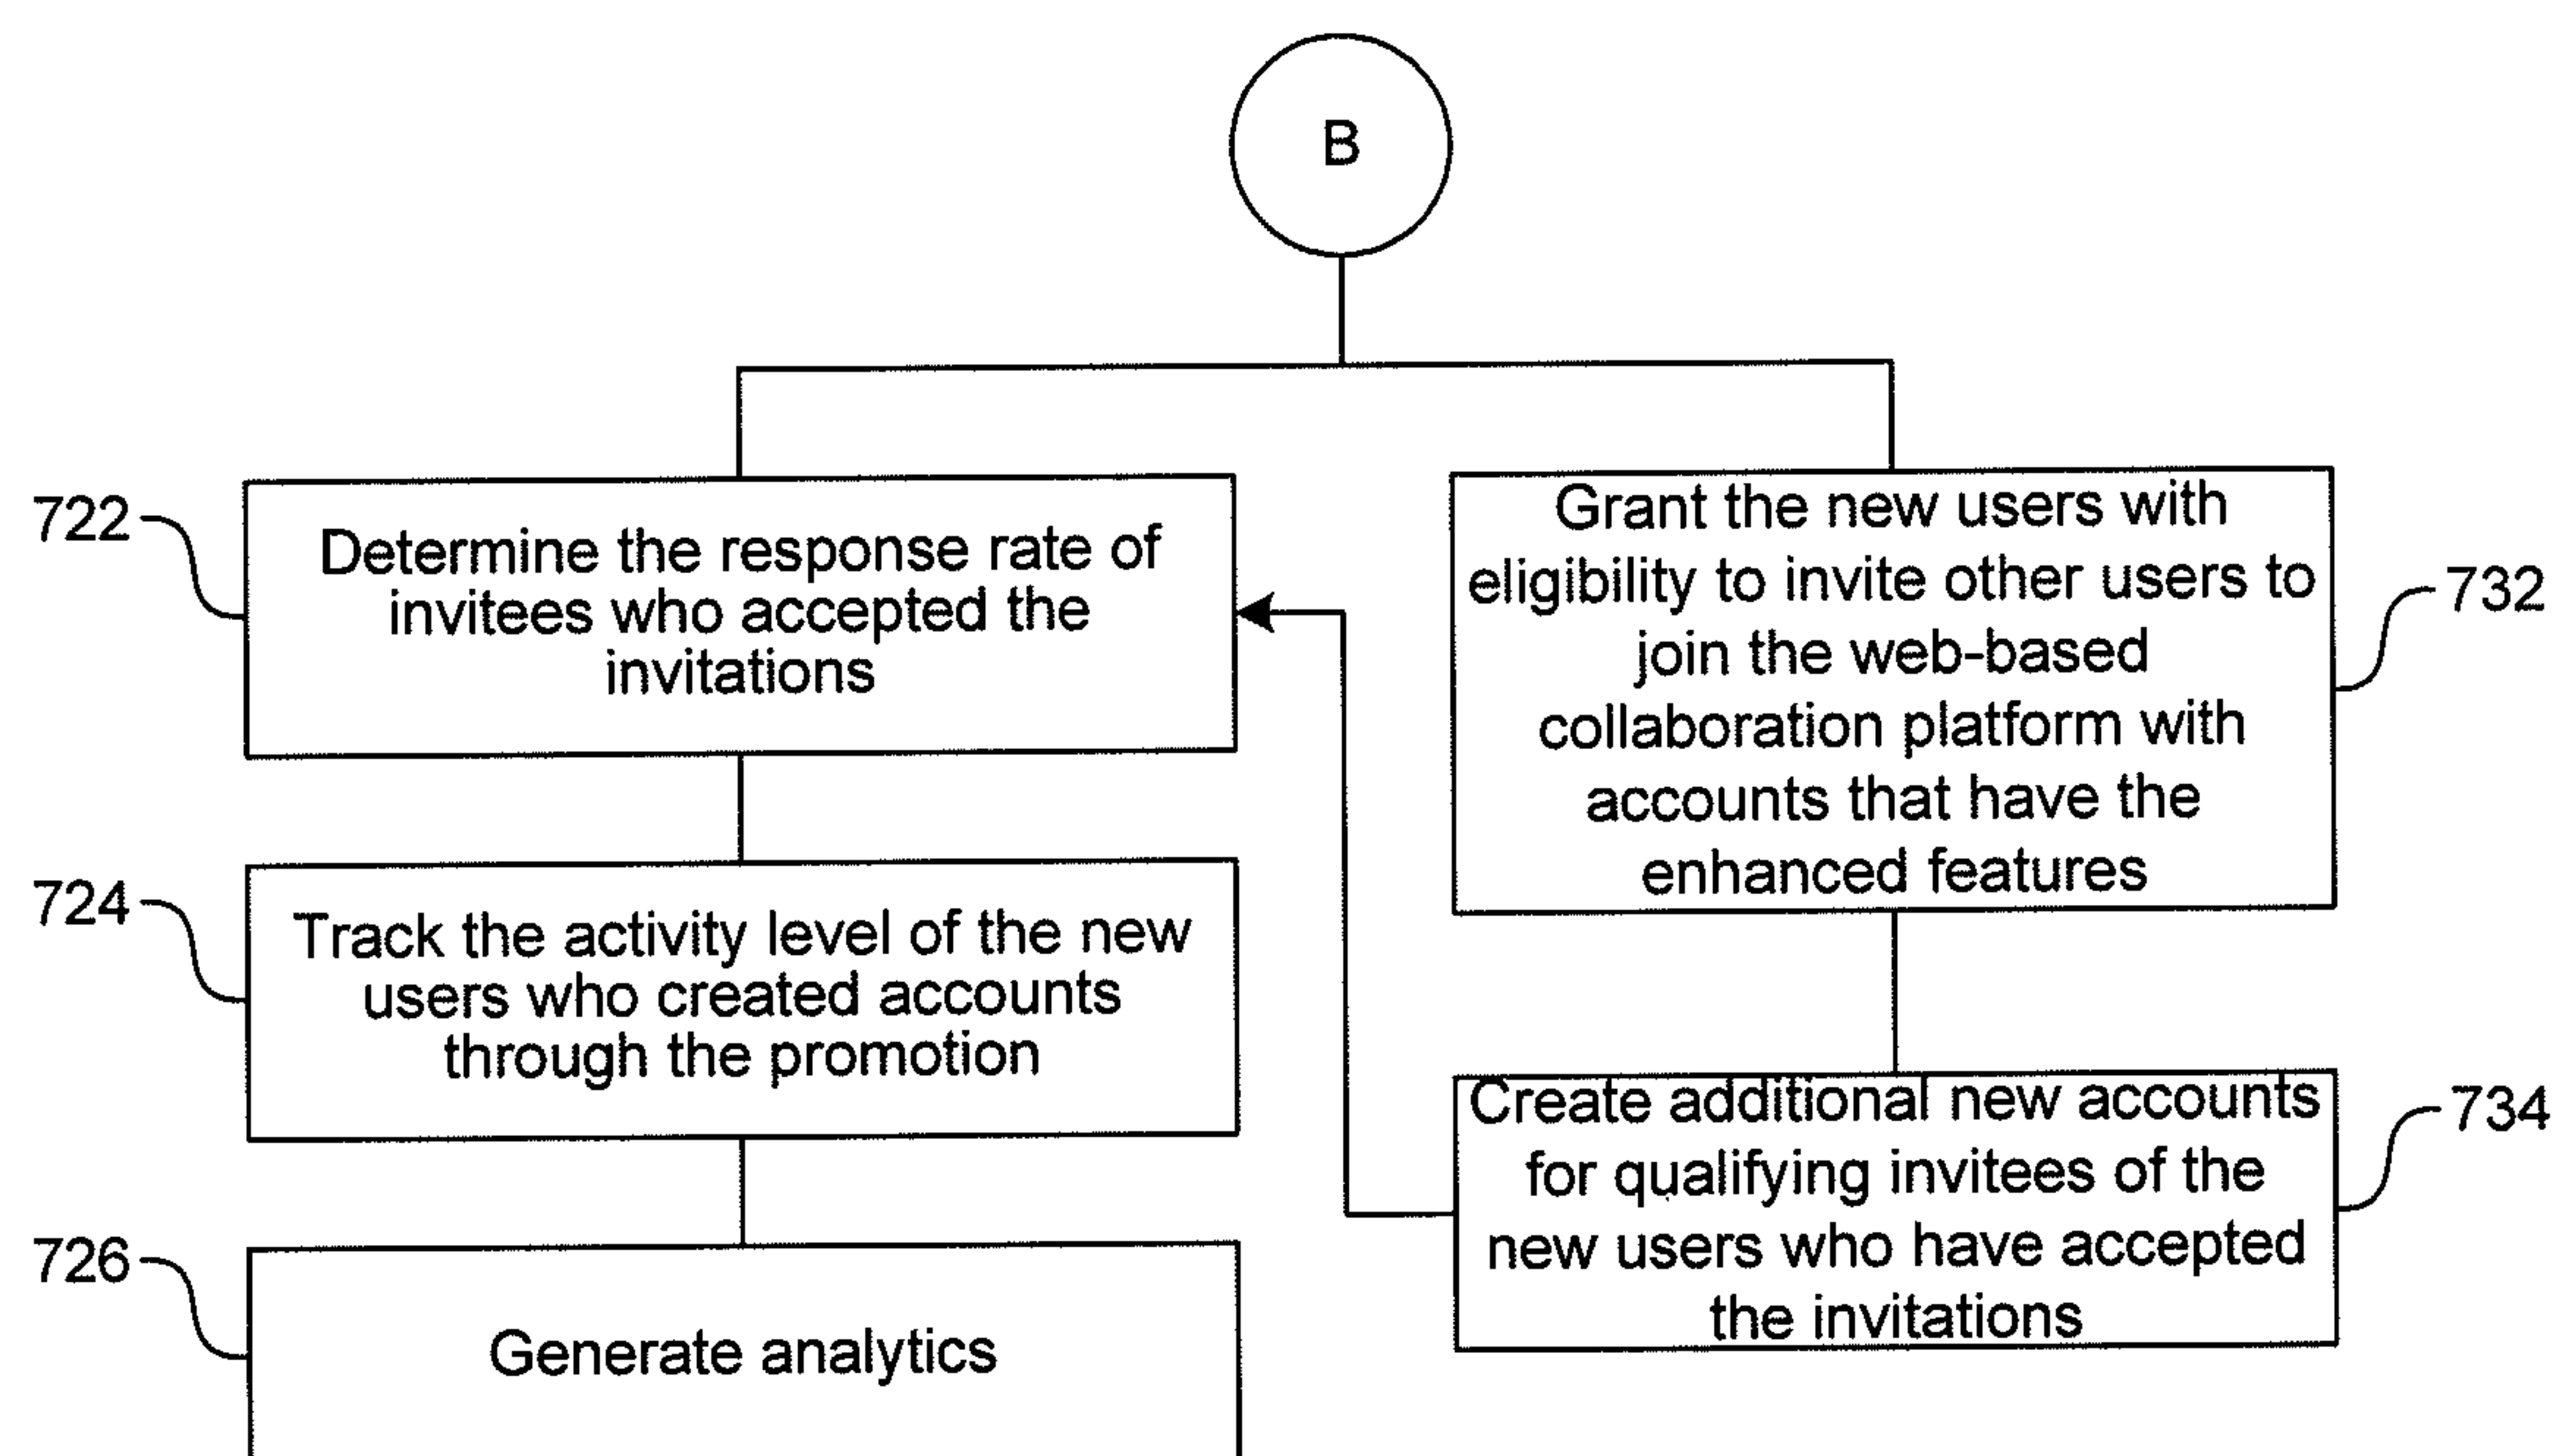 B
722
Determine the response rate of
invitees who accepted the
invitations
724
Track the activity level of the new
users who created accounts
through the promotion
726
Generate analytics
Grant the new users with
eligibility to invite other users to
join the web-based
collaboration platform with
accounts that have the
enhanced features
732
Create additional new accounts
for qualifying invitees of the
new users who have accepted
the invitations
734